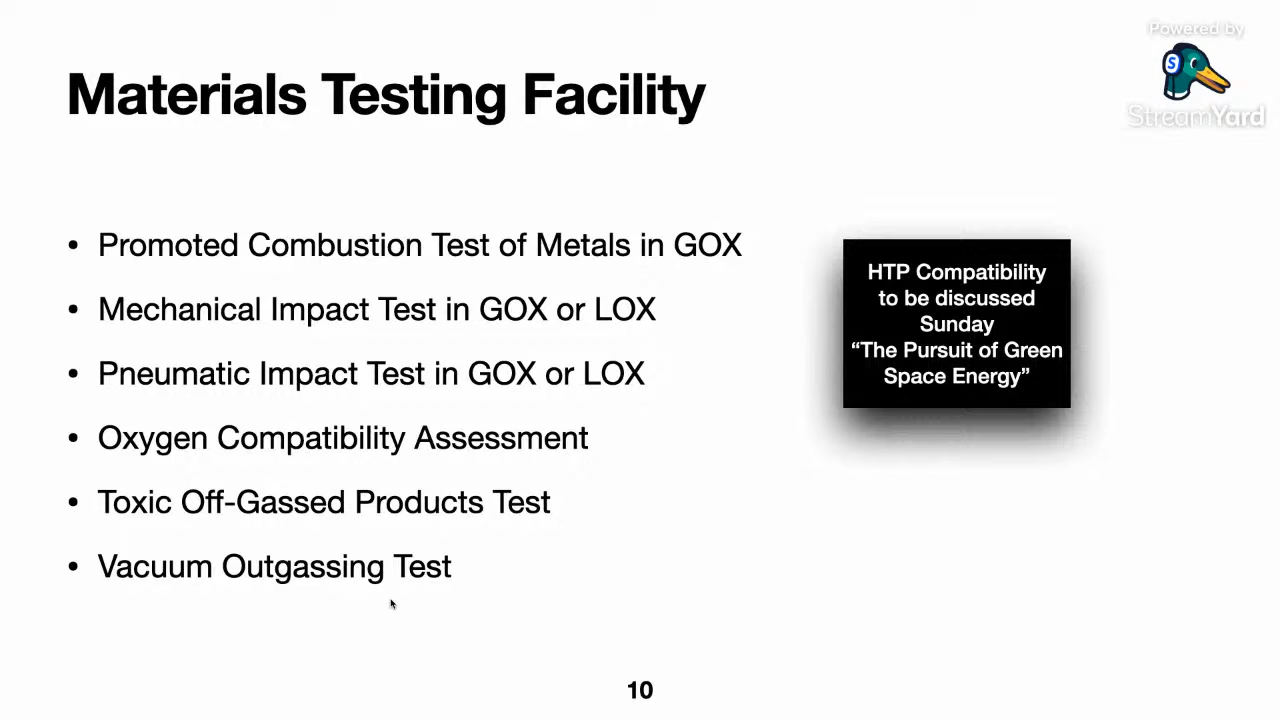 Powered by
S
StreamYard
Materials Testing Facility
• Promoted Combustion Test of Metals in GOX
• Mechanical Impact Test in GOX or LOX
• Pneumatic Impact Test in GOX or LOX
• Oxygen Compatibility Assessment
• Toxic Off-Gassed Products Test
• Vacuum Outgassing Test
HTP Compatibility
to be discussed
Sunday
“The Pursuit of Green
Space Energy”
10